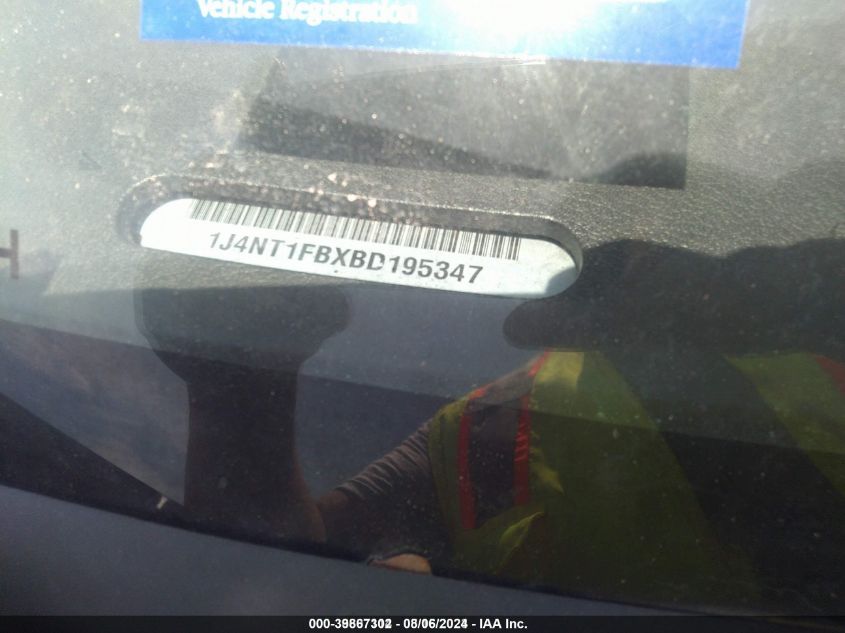 Vehicle Registration
1J4NT1FBXBD195347
000-39867302 - 08/06/2024 - IAA Inc.